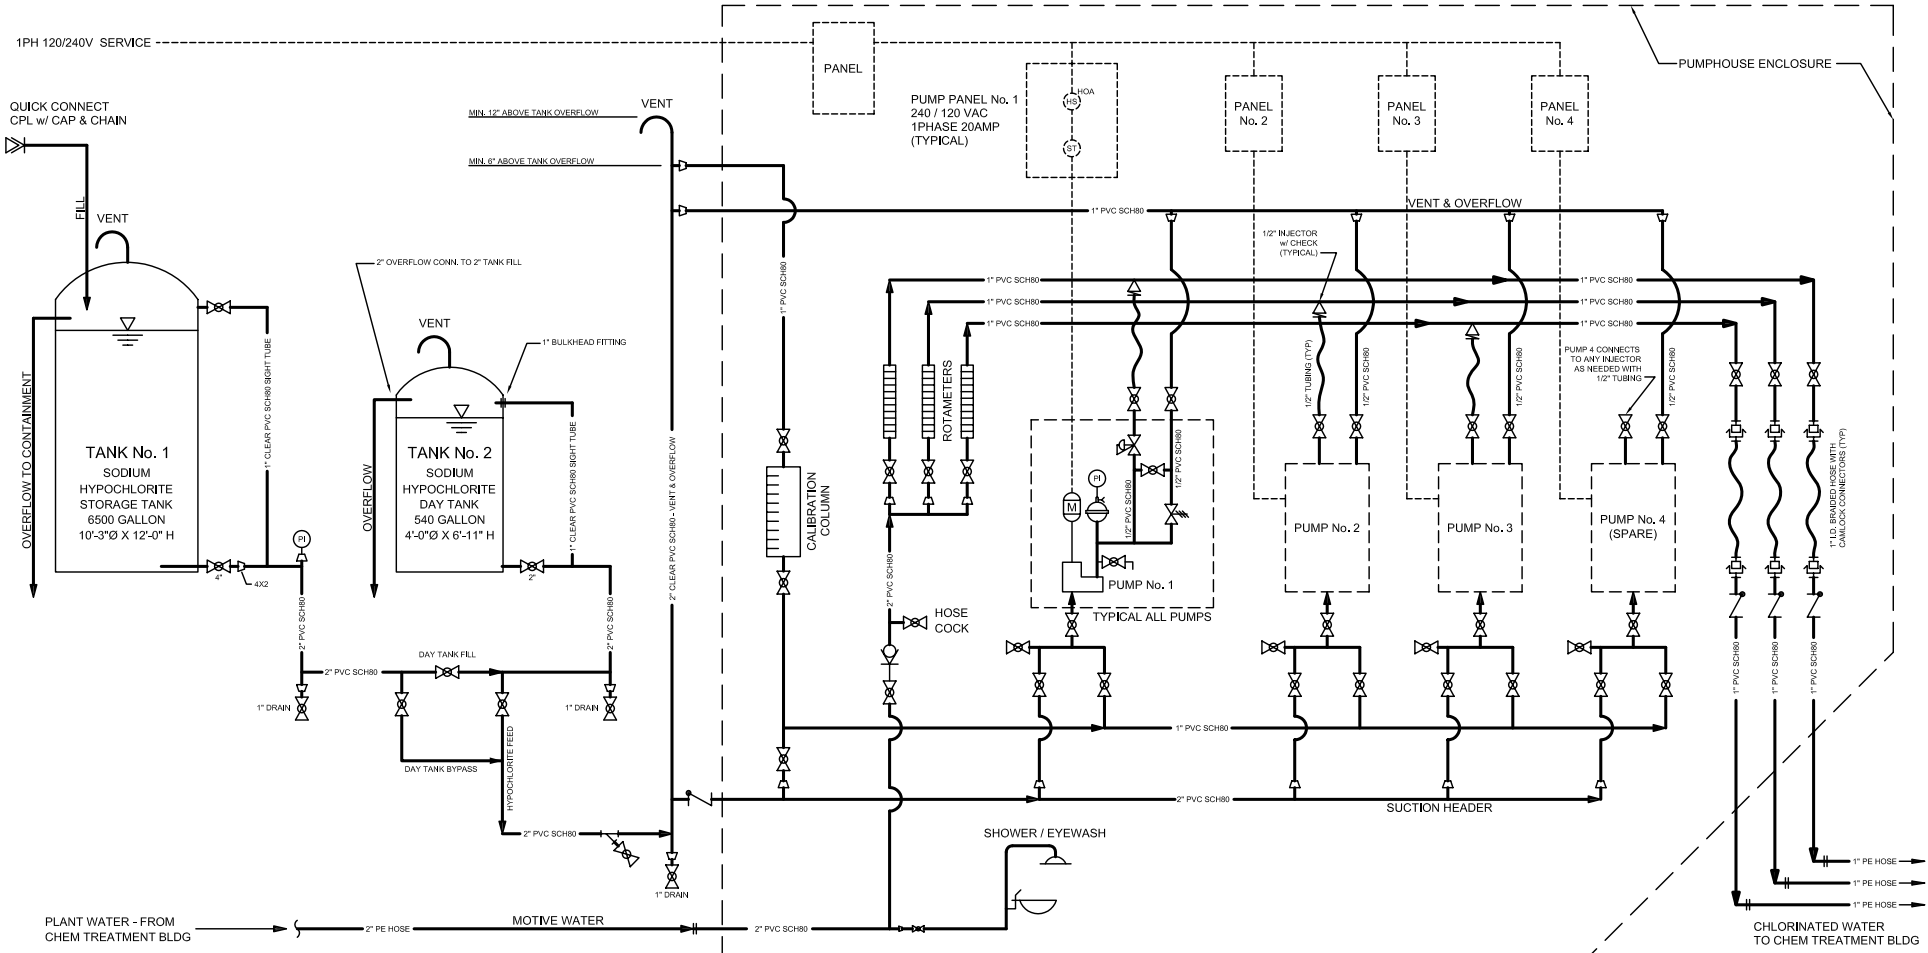 1PH 120/240V SERVICE
PANEL
PUMP PANEL No. 1
240 / 120 VAC
1PHASE 20AMP
(TYPICAL)
HOA
HS
ST
PANEL
No. 2
PANEL
No. 3
PANEL
No. 4
PUMPHOUSE ENCLOSURE
QUICK CONNECT
CPL w/ CAP & CHAIN
FILL
VENT
MIN. 12" ABOVE TANK OVERFLOW
VENT
MIN. 6" ABOVE TANK OVERFLOW
1" PVC SCH80
VENT & OVERFLOW
2" OVERFLOW CONN. TO 2" TANK FILL
VENT
1" BULKHEAD FITTING
1" PVC SCH80
1/2" INJECTOR
w/ CHECK
(TYPICAL)
1" PVC SCH80
1" PVC SCH80
1" PVC SCH80
1" PVC SCH80
1" PVC SCH80
1" PVC SCH80
PUMP 4 CONNECTS
TO ANY INJECTOR
AS NEEDED WITH
1/2" TUBING
1/2" TUBING (TYP)
1/2" PVC SCH80
1/2" PVC SCH80
1/2" PVC SCH80
OVERFLOW TO CONTAINMENT
TANK No. 1
SODIUM
HYPOCHLORITE
STORAGE TANK
6500 GALLON
10'-3"Ø X 12'-0" H
1" CLEAR PVC SCH80 SIGHT TUBE
4"
4X2
PI
OVERFLOW
TANK No. 2
SODIUM
HYPOCHLORITE
DAY TANK
540 GALLON
4'-0"Ø X 6'-11" H
1" CLEAR PVC SCH80 SIGHT TUBE
2"
2" CLEAR PVC SCH80 - VENT & OVERFLOW
CALIBRATION
COLUMN
ROTAMETERS
PI
M
1/2" PVC SCH80
1/2" PVC SCH80
PUMP No. 1
TYPICAL ALL PUMPS
PUMP No. 2
PUMP No. 3
PUMP No. 4
(SPARE)
1" I.D. BRAIDED HOSE WITH
CAMLOCK CONNECTORS (TYP)
2" PVC SCH80
2" PVC SCH80
2" PVC SCH80
HOSE
COCK
1" PVC SCH80
1" PVC SCH80
1" PVC SCH80
DAY TANK FILL
2" PVC SCH80
1" DRAIN
1" DRAIN
DAY TANK BYPASS
HYPOCHLORITE FEED
1" PVC SCH80
2" PVC SCH80
SUCTION HEADER
2" PVC SCH80
1" DRAIN
SHOWER / EYEWASH
1" PE HOSE
1" PE HOSE
1" PE HOSE
PLANT WATER - FROM
CHEM TREATMENT BLDG
2" PE HOSE
MOTIVE WATER
2" PVC SCH80
CHLORINATED WATER
TO CHEM TREATMENT BLDG